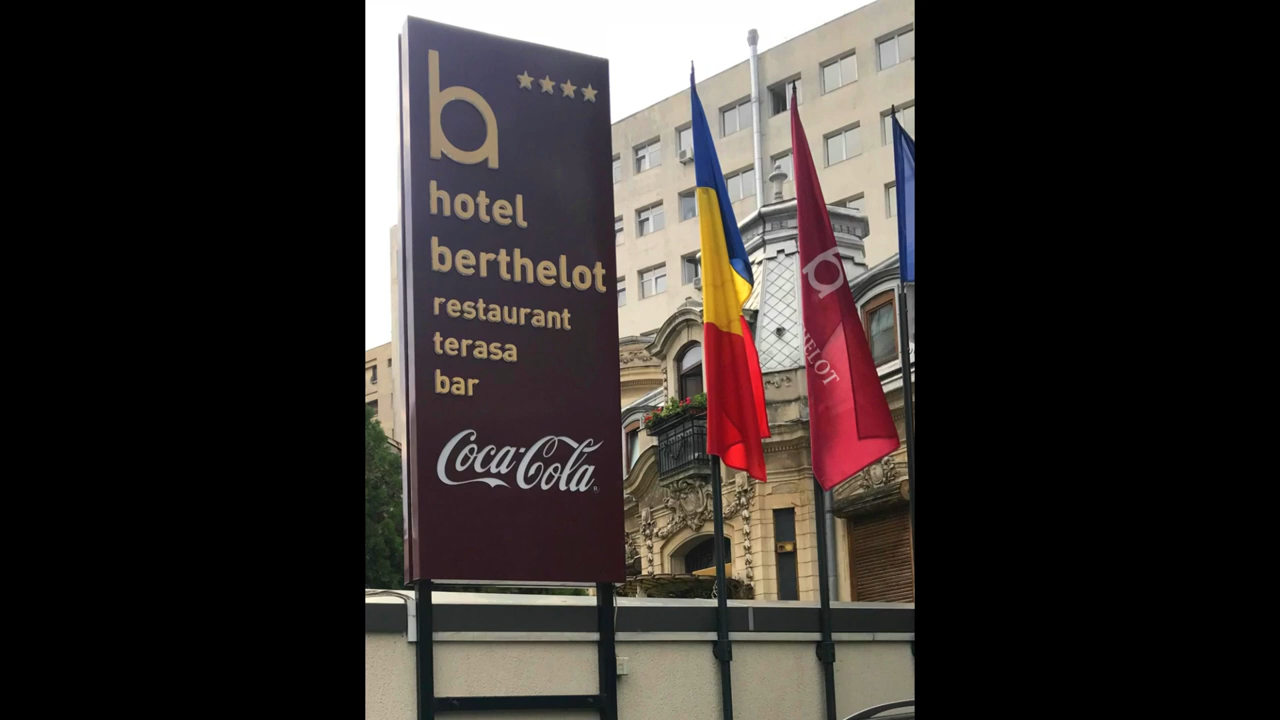 b
hotel
berthelot
restaurant
terasa
bar
Coca-Cola
b